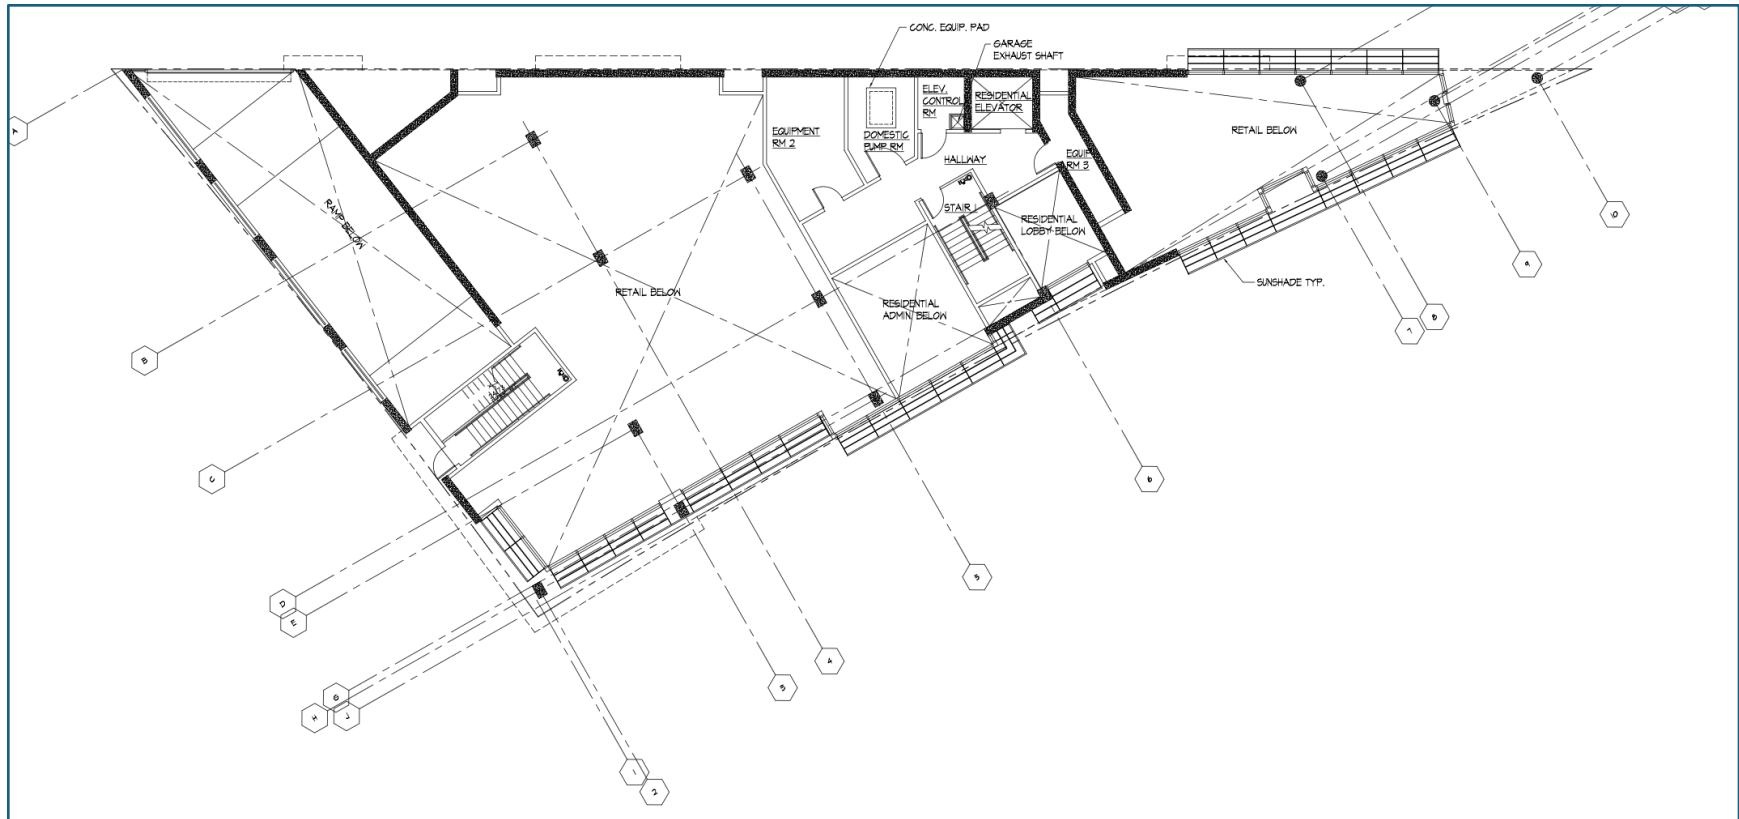 CONC. EQUIP. PAD
GARAGE
EXHAUST SHAFT
ELEV.
CONTROL
RM
RESIDENTIAL
ELEVATOR
EQUIPMENT
RM 2
DOMESTIC
PUMP RM
HALLWAY
EQUIP.
RM 3
RETAIL BELOW
STAIR 1
RESIDENTIAL
LOBBY BELOW
RAMP BELOW
RETAIL BELOW
RESIDENTIAL
ADMIN BELOW
SUNSHADE TYP.
A
B
C
D
E
G
H
J
1
2
3
4
5
6
7
8
9
10